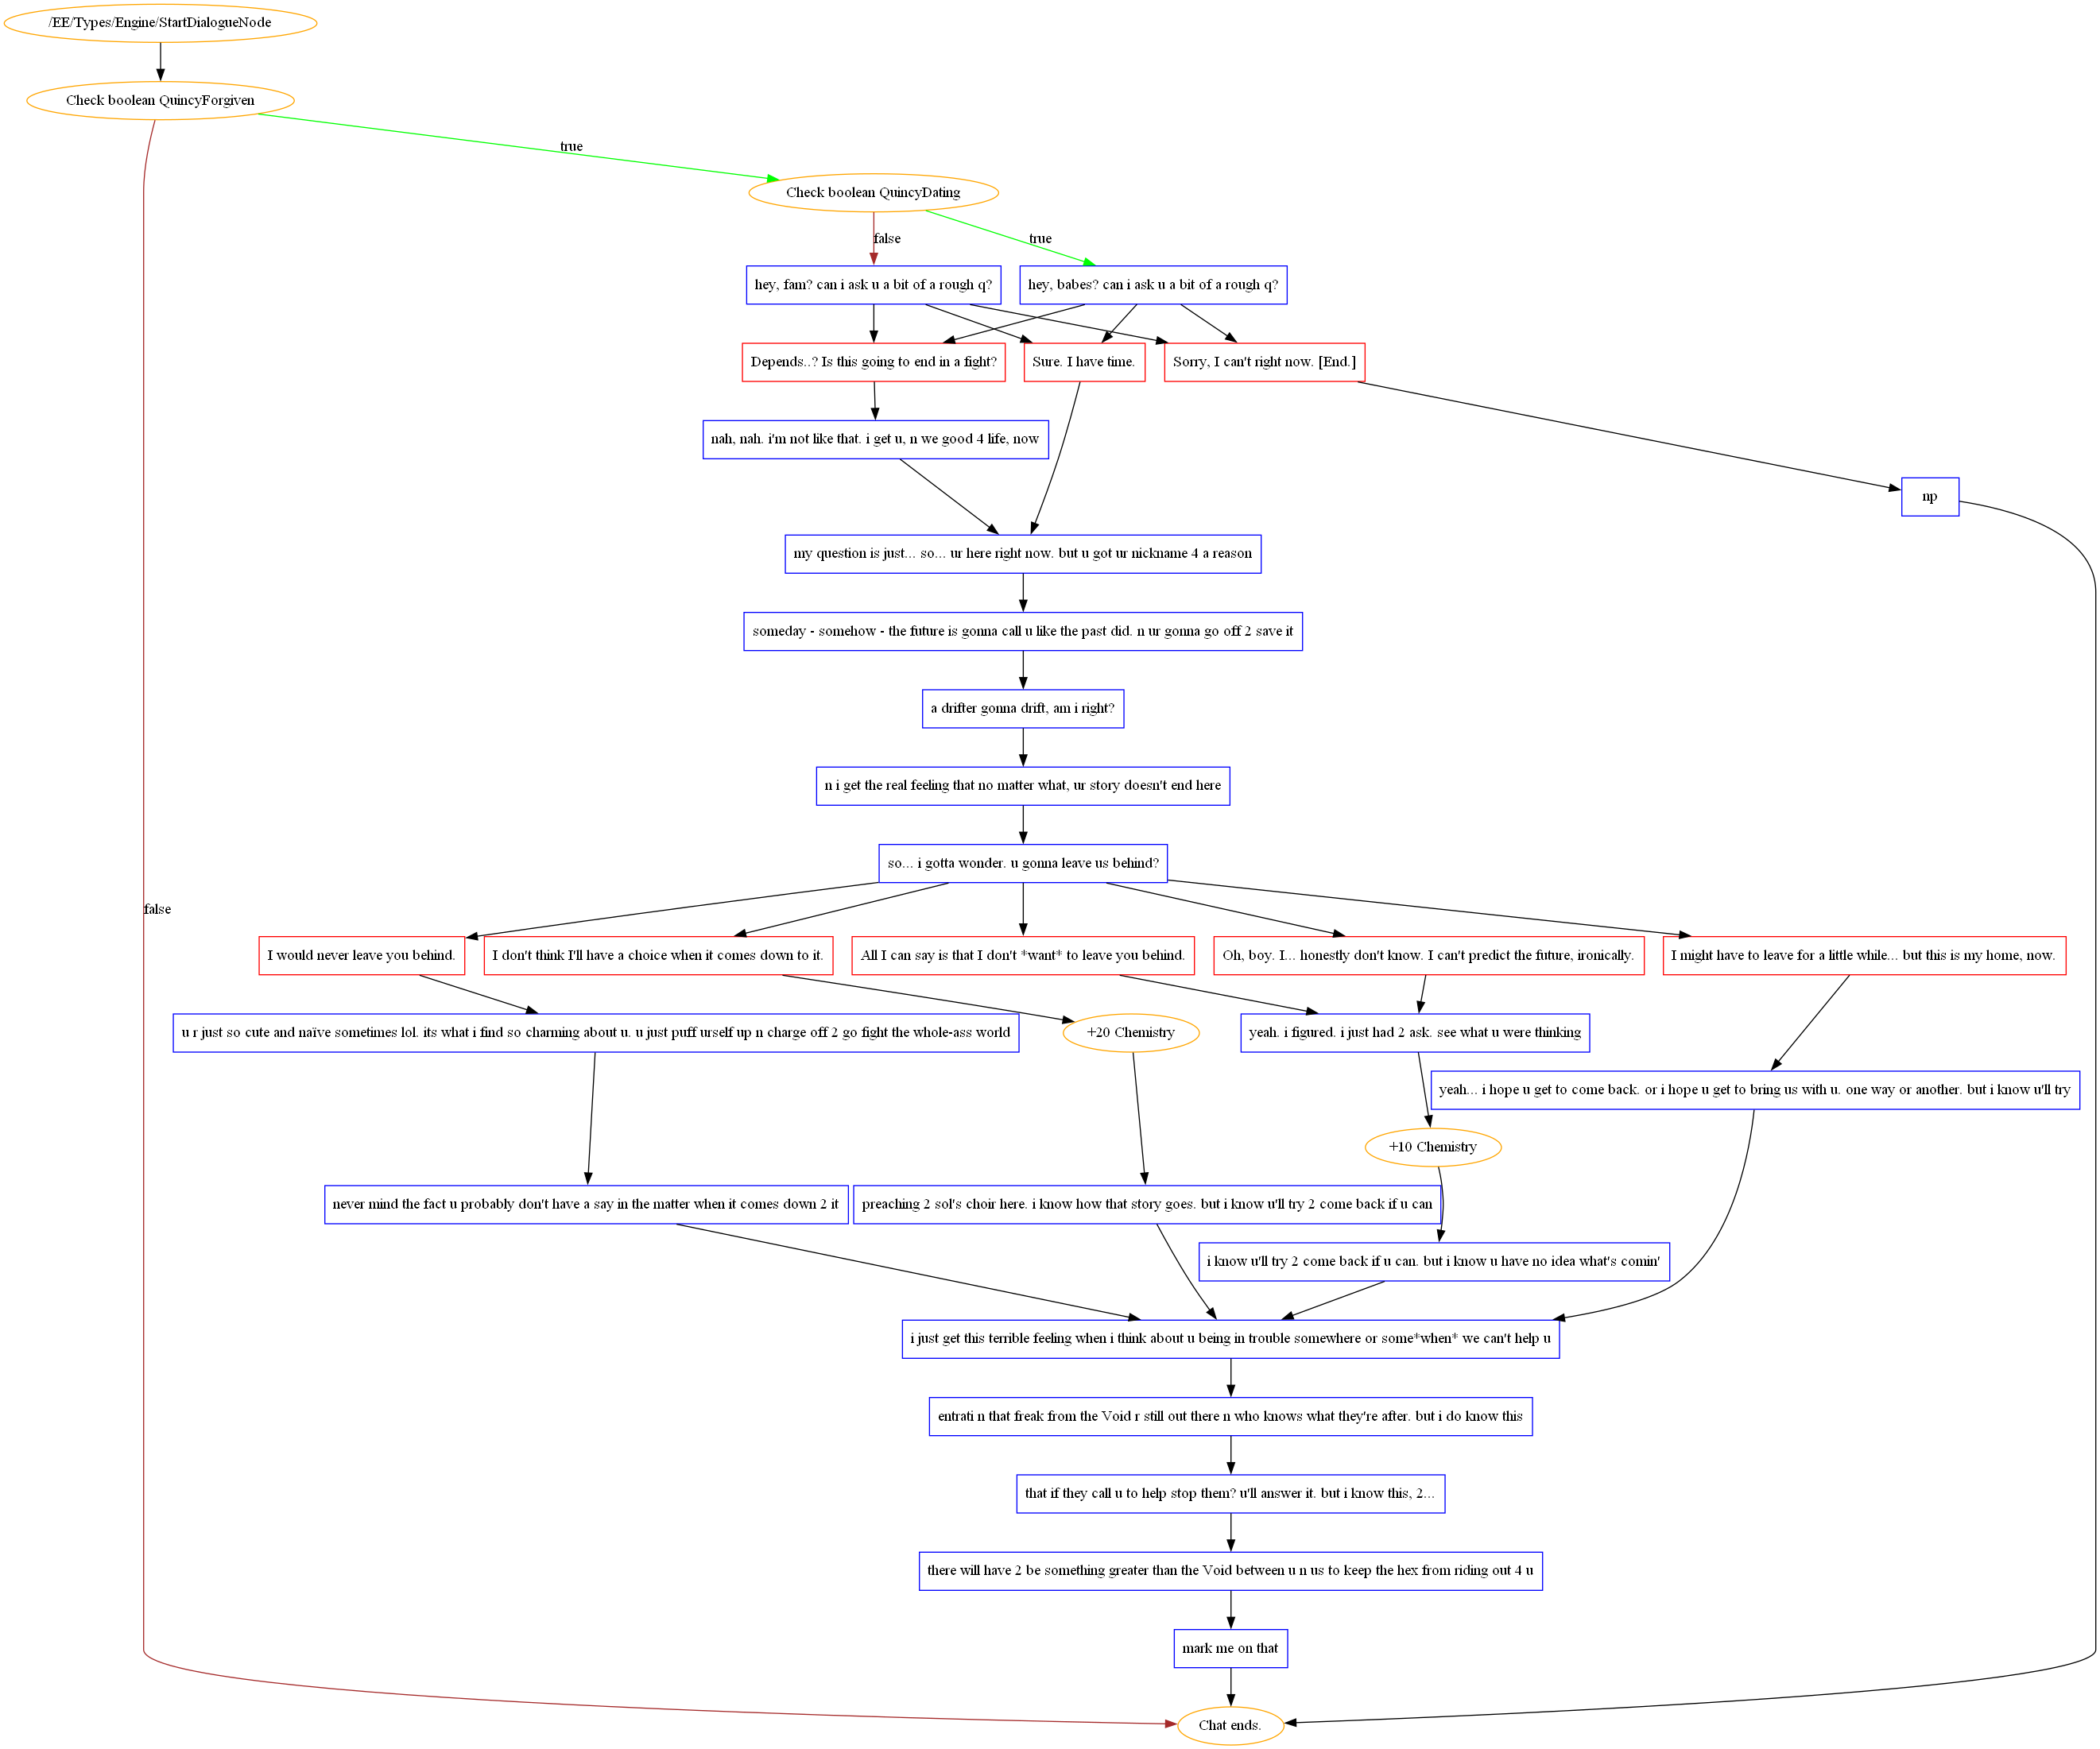 /EE/Types/Engine/StartDialogueNode
Check boolean QuincyForgiven
true
Check boolean QuincyDating
false
true
hey, fam? can i ask u a bit of a rough q?
hey, babes? can i ask u a bit of a rough q?
Depends..? Is this going to end in a fight?
Sure. I have time.
Sorry, I can't right now. [End.]
nah, nah. i'm not like that. i get u, n we good 4 life, now
np
my question is just... so... ur here right now. but u got ur nickname 4 a reason
someday - somehow - the future is gonna call u like the past did. n ur gonna go off 2 save it
a drifter gonna drift, am i right?
n i get the real feeling that no matter what, ur story doesn't end here
so... i gotta wonder. u gonna leave us behind?
false
I would never leave you behind.
I don't think I'll have a choice when it comes down to it.
All I can say is that I don't *want* to leave you behind.
Oh, boy. I... honestly don't know. I can't predict the future, ironically.
I might have to leave for a little while... but this is my home, now.
u r just so cute and naïve sometimes lol. its what i find so charming about u. u just puff urself up n charge off 2 go fight the whole-ass world
+20 Chemistry
yeah. i figured. i just had 2 ask. see what u were thinking
yeah... i hope u get to come back. or i hope u get to bring us with u. one way or another. but i know u'll try
+10 Chemistry
never mind the fact u probably don't have a say in the matter when it comes down 2 it
preaching 2 sol's choir here. i know how that story goes. but i know u'll try 2 come back if u can
i know u'll try 2 come back if u can. but i know u have no idea what's comin'
i just get this terrible feeling when i think about u being in trouble somewhere or some*when* we can't help u
entrati n that freak from the Void r still out there n who knows what they're after. but i do know this
that if they call u to help stop them? u'll answer it. but i know this, 2...
there will have 2 be something greater than the Void between u n us to keep the hex from riding out 4 u
mark me on that
Chat ends.